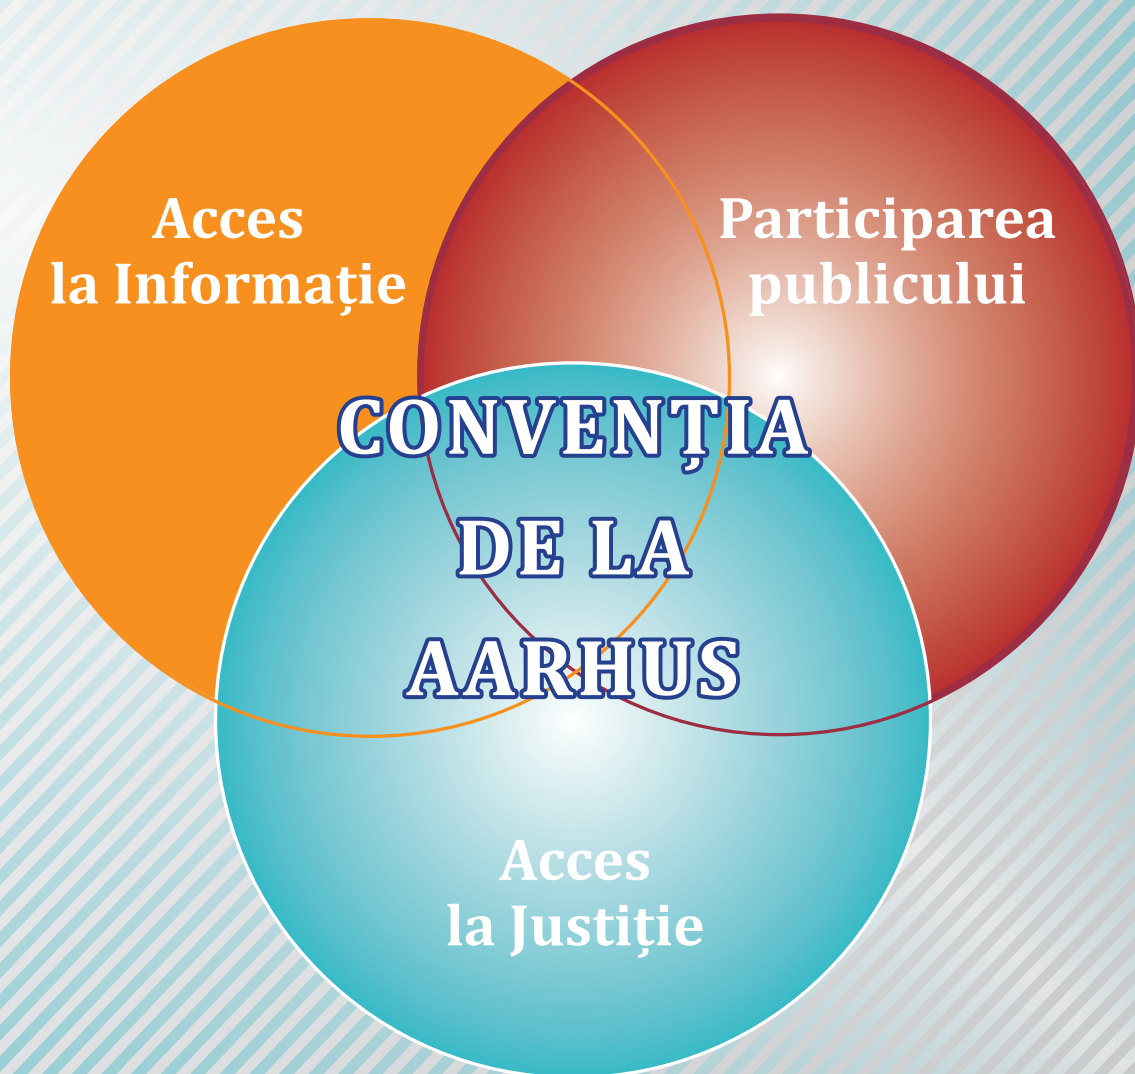 Acces
la Informație
Participarea
publicului
CONVENȚIA
DE LA
AARHUS
Acces
la Justiție